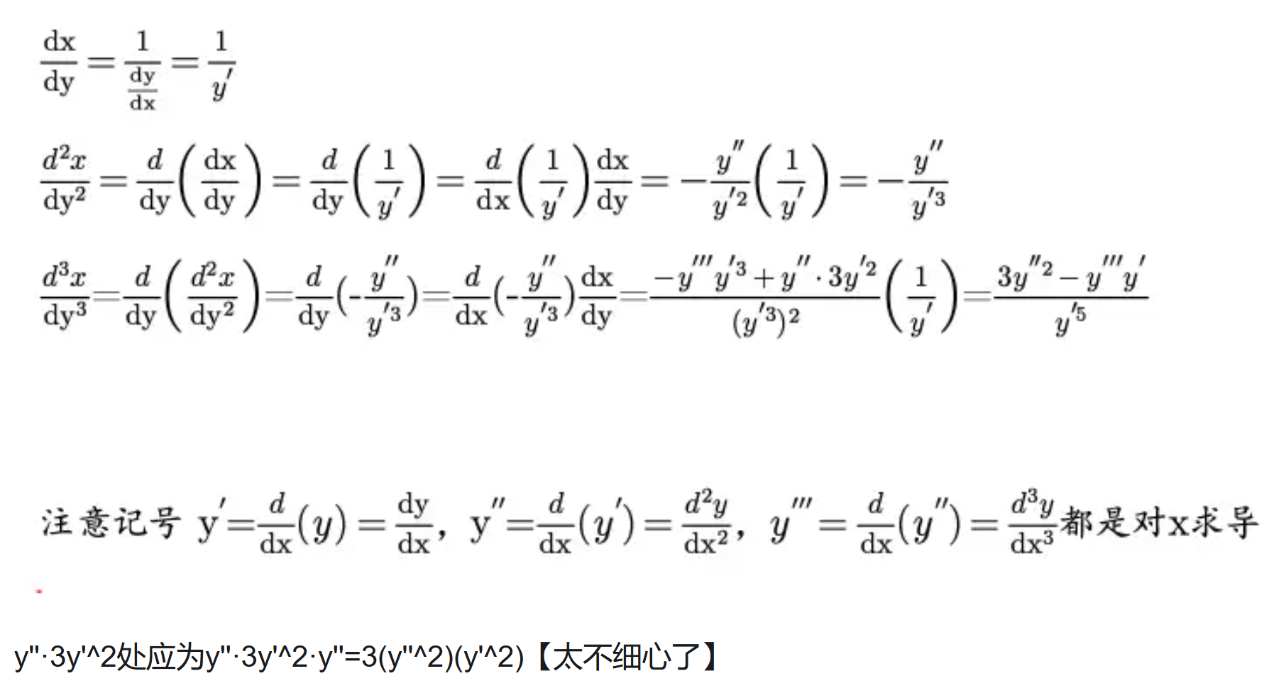 dx/dy = 1/(dy/dx) = 1/y′
d²x/dy² = d/dy(dx/dy) = d/dy(1/y′) = d/dx(1/y′)dx/dy = −y″/y′²(1/y′) = −y″/y′³
d³x/dy³ = d/dy(d²x/dy²) = d/dy(-y″/y′³) = d/dx(-y″/y′³)dx/dy = (−y‴y′³ + y″·3y′²)/(y′³)²(1/y′) = (3y″² − y‴y′)/y′⁵
注意记号 y′=d/dx(y) = dy/dx, y″=d/dx(y′) = d²y/dx², y‴ = d/dx(y″) = d³y/dx³都是对x求导
y''·3y'^2处应为y''·3y'^2·y''=3(y''^2)(y'^2)【太不细心了】